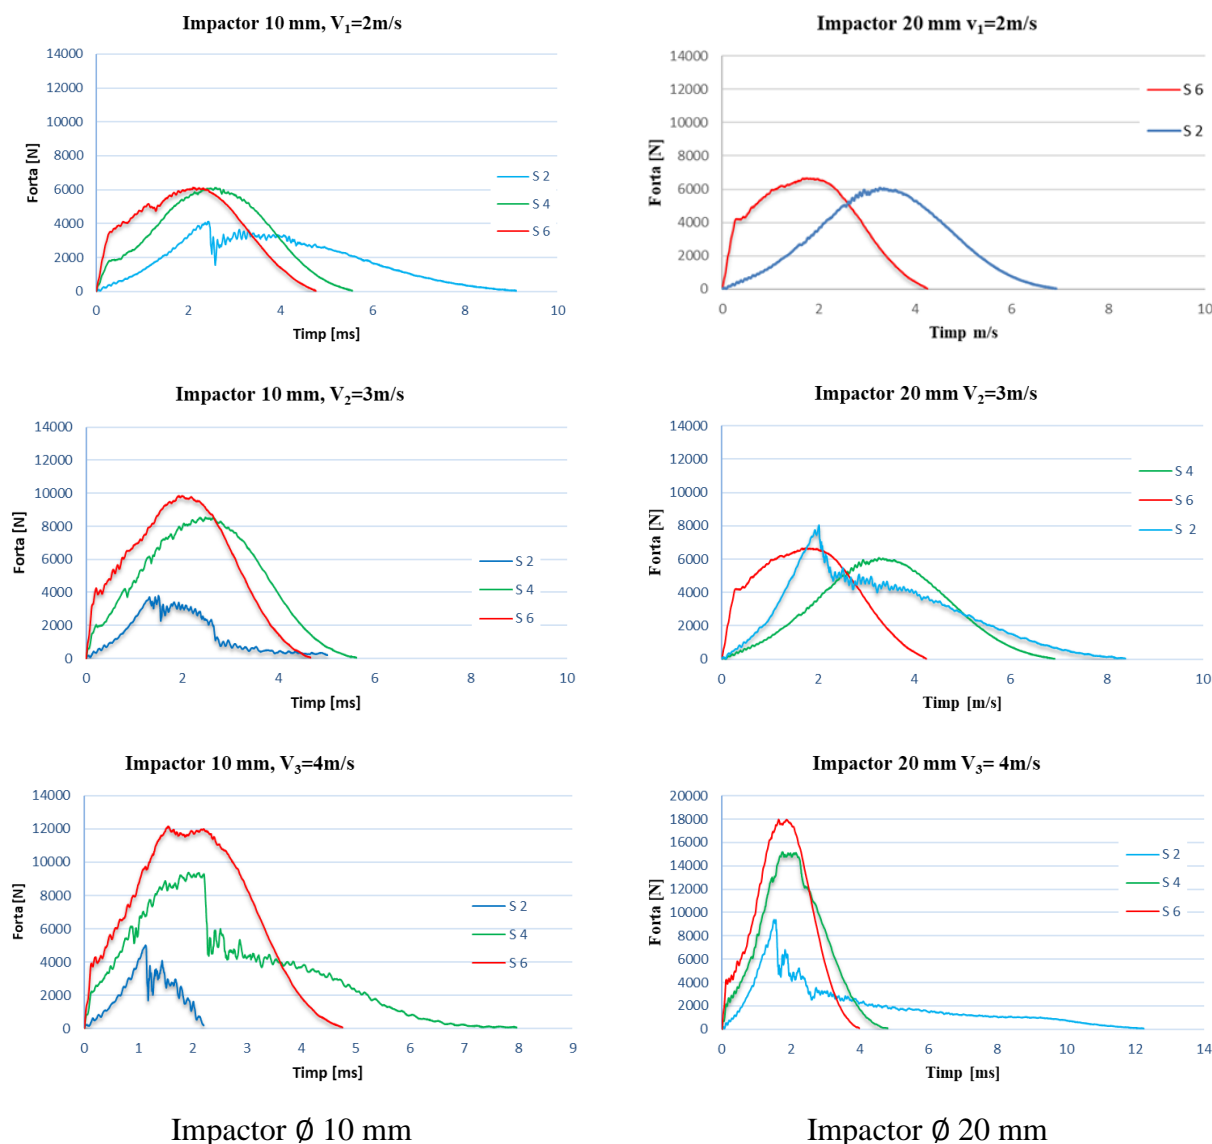 Impactor 10 mm, V₁=2m/s
14000
12000
10000
8000
6000
4000
2000
0
Forta [N]
S 2
S 4
S 6
0 2 4 6 8 10
Timp [ms]
Impactor 20 mm v₁=2m/s
14000
12000
10000
8000
6000
4000
2000
0
Forta [N]
S 6
S 2
0 2 4 6 8 10
Timp m/s
Impactor 10 mm, V₂=3m/s
14000
12000
10000
8000
6000
4000
2000
0
Forta [N]
S 2
S 4
S 6
0 2 4 6 8 10
Timp [ms]
Impactor 20 mm V₂=3m/s
14000
12000
10000
8000
6000
4000
2000
0
Forta [N]
S 4
S 6
S 2
0 2 4 6 8 10
Timp [m/s]
Impactor 10 mm, V₃=4m/s
14000
12000
10000
8000
6000
4000
2000
0
Forta [N]
S 2
S 4
S 6
0 1 2 3 4 5 6 7 8 9
Timp [ms]
Impactor 20 mm V₃= 4m/s
20000
18000
16000
14000
12000
10000
8000
6000
4000
2000
0
Forta [N]
S 2
S 4
S 6
0 2 4 6 8 10 12 14
Timp [ms]
Impactor ∅ 10 mm
Impactor ∅ 20 mm